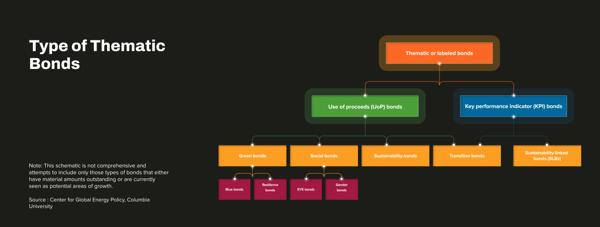 Type of Thematic
Bonds
Thematic or labeled bonds
Use of proceeds (UoP) bonds
Key performance indicator (KPI) bonds
Green bonds
Social bonds
Sustainability bonds
Transition bonds
Sustainability-linked
bonds (SLBs)
Blue bonds
Resilience
bonds
EYE bonds
Gender
bonds
Note: This schematic is not comprehensive and
attempts to include only those types of bonds that either
have material amounts outstanding or are currently
seen as potential areas of growth.
Source : Center for Global Energy Policy, Columbia
University